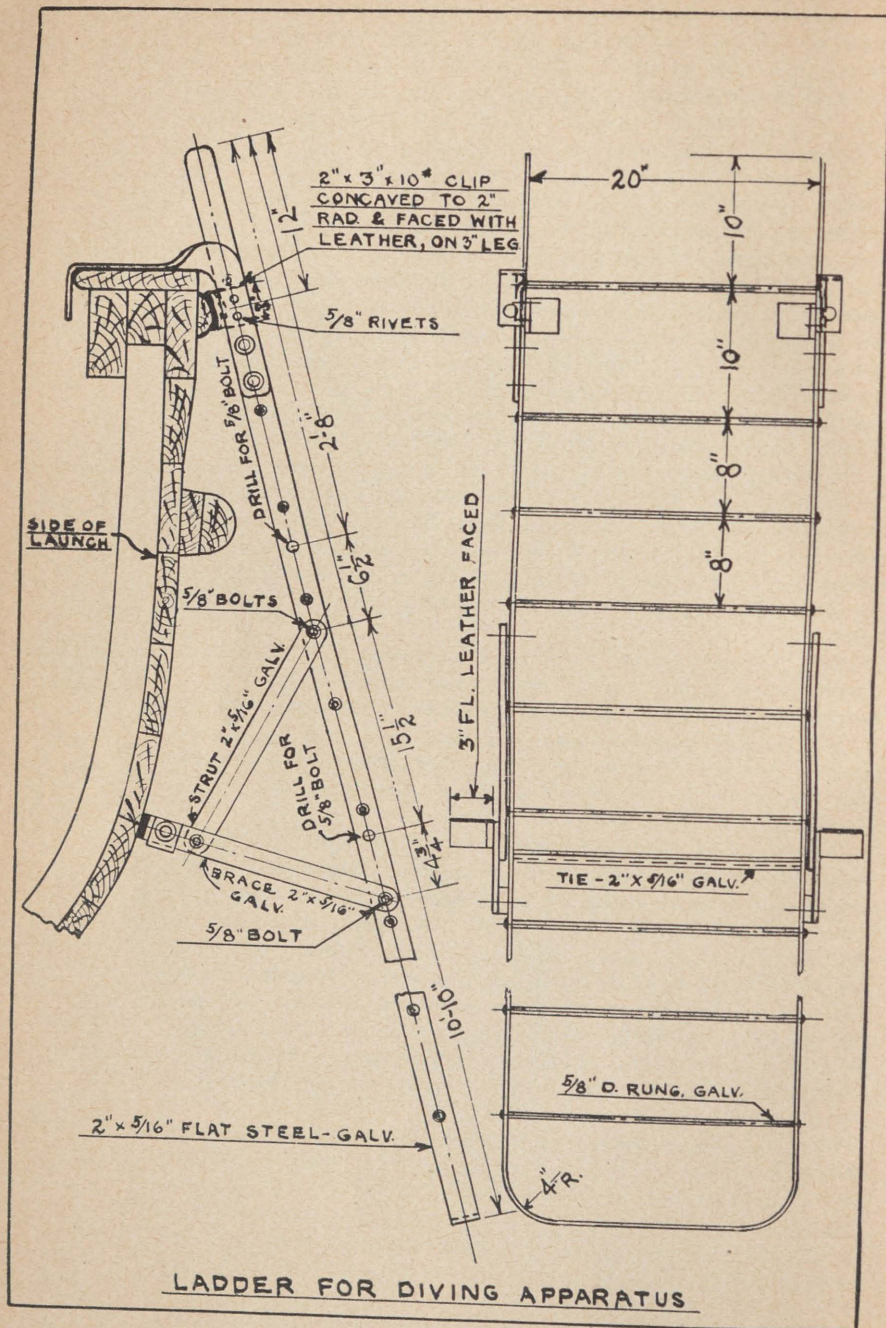 2" x 3" x 10" CLIP
CONCAVED TO 2"
RAD. & FACED WITH
LEATHER, ON 3" LEG
12"
5/8" RIVETS
20"
10"
10"
8"
8"
DRILL FOR 5/8" BOLT
2'-8"
6 1/2"
SIDE OF
LAUNCH
5/8" BOLTS
STRUT 2" x 5/16" GALV.
15 1/2"
3" FL. LEATHER FACED
DRILL FOR
5/8" BOLT
4 3/4"
BRACE 2" x 5/16"
GALV.
5/8" BOLT
TIE - 2" X 5/16" GALV.
10'-10"
5/8" D. RUNG, GALV.
2" x 5/16" FLAT STEEL - GALV.
4" R.
LADDER FOR DIVING APPARATUS